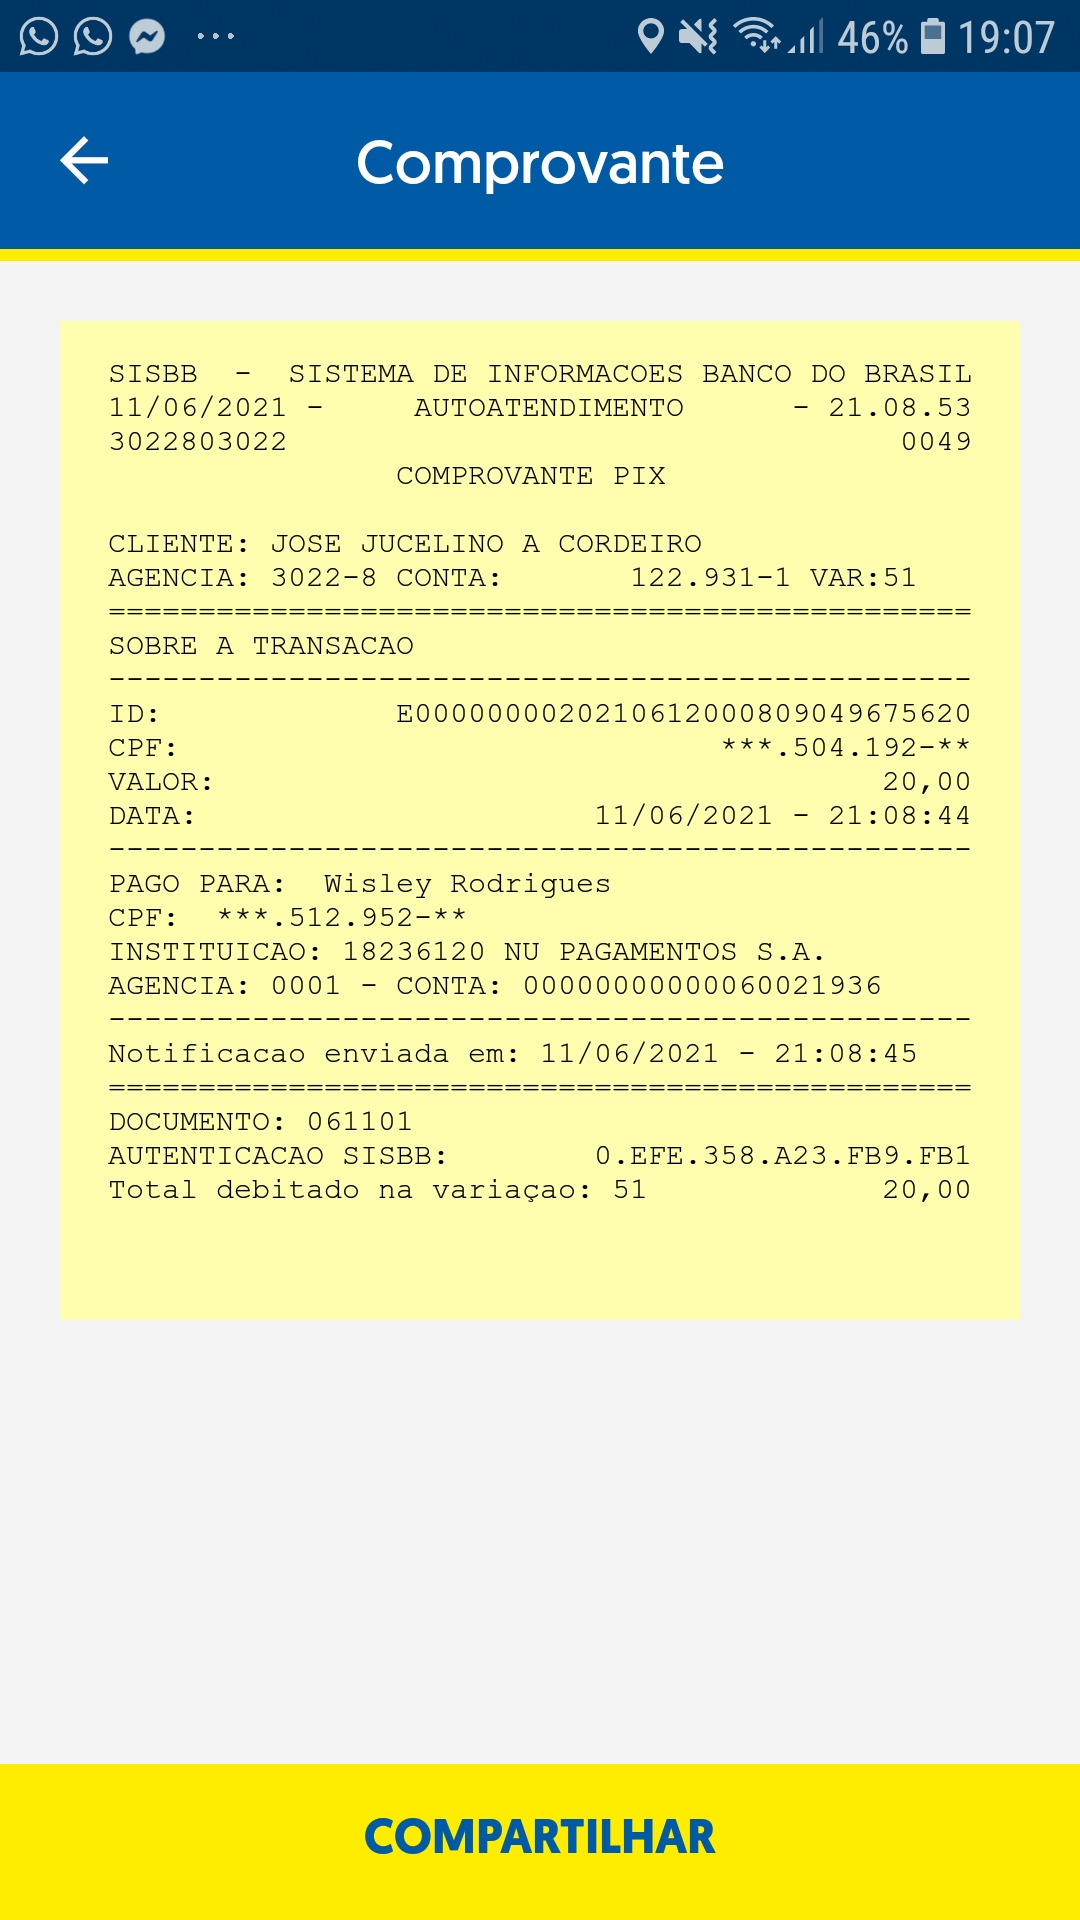 46% 19:07
Comprovante
SISBB - SISTEMA DE INFORMACOES BANCO DO BRASIL
11/06/2021 - AUTOATENDIMENTO - 21.08.53
3022803022 0049
COMPROVANTE PIX
CLIENTE: JOSE JUCELINO A CORDEIRO
AGENCIA: 3022-8 CONTA: 122.931-1 VAR:51
================================================
SOBRE A TRANSACAO
------------------------------------------------
ID: E0000000020210612000809049675620
CPF: ***.504.192-**
VALOR: 20,00
DATA: 11/06/2021 - 21:08:44
------------------------------------------------
PAGO PARA: Wisley Rodrigues
CPF: ***.512.952-**
INSTITUICAO: 18236120 NU PAGAMENTOS S.A.
AGENCIA: 0001 - CONTA: 00000000000060021936
------------------------------------------------
Notificacao enviada em: 11/06/2021 - 21:08:45
================================================
DOCUMENTO: 061101
AUTENTICACAO SISBB: 0.EFE.358.A23.FB9.FB1
Total debitado na variaçao: 51 20,00
COMPARTILHAR